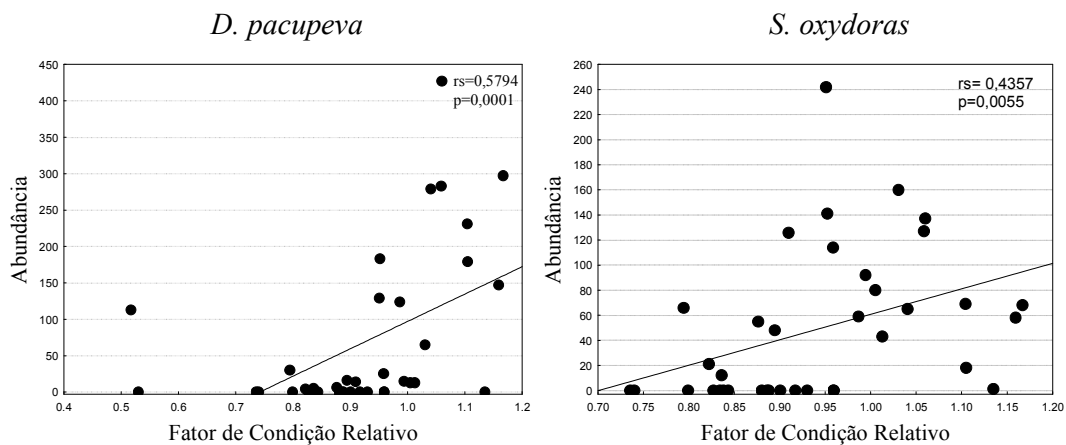 D. pacupeva
450
400
350
300
250
200
150
100
50
0
0.4 0.5 0.6 0.7 0.8 0.9 1.0 1.1 1.2
Abundância
Fator de Condição Relativo
rs=0,5794
p=0,0001
S. oxydoras
260
240
220
200
180
160
140
120
100
80
60
40
20
0
0.70 0.75 0.80 0.85 0.90 0.95 1.00 1.05 1.10 1.15 1.20
Abundância
Fator de Condição Relativo
rs= 0,4357
p=0,0055